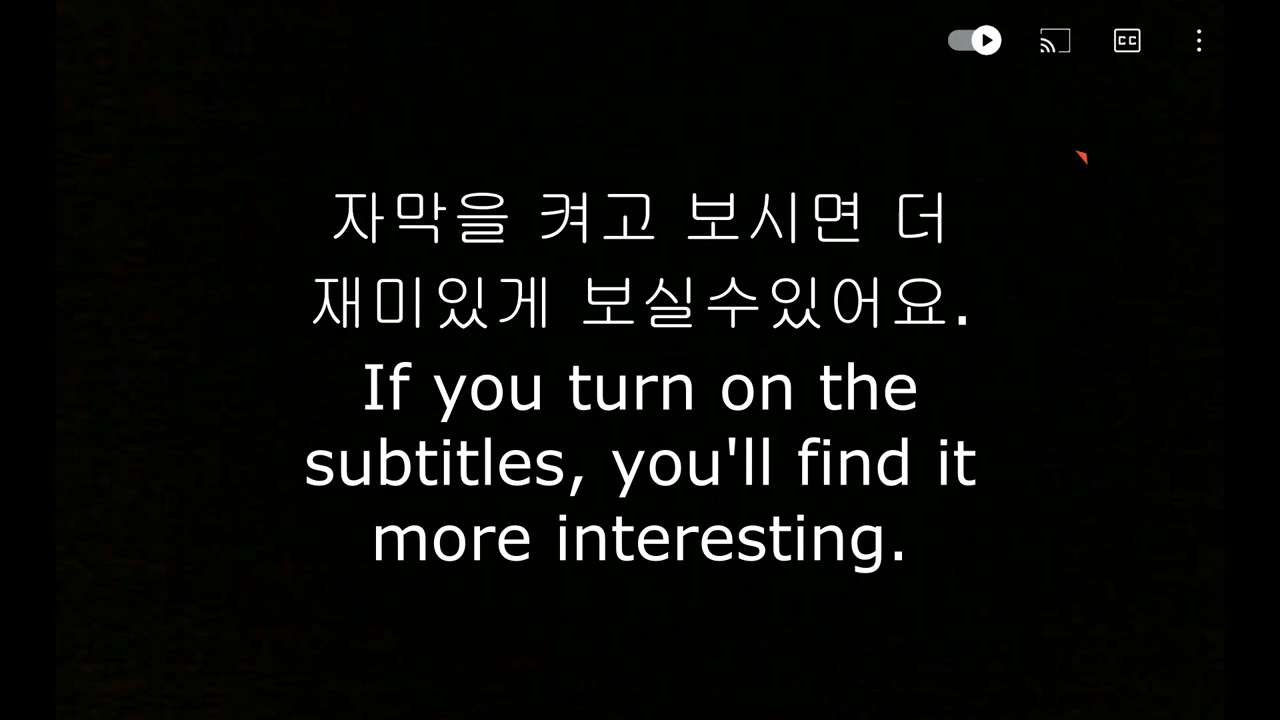 CC
자막을 켜고 보시면 더
재미있게 보실수있어요.
If you turn on the
subtitles, you'll find it
more interesting.